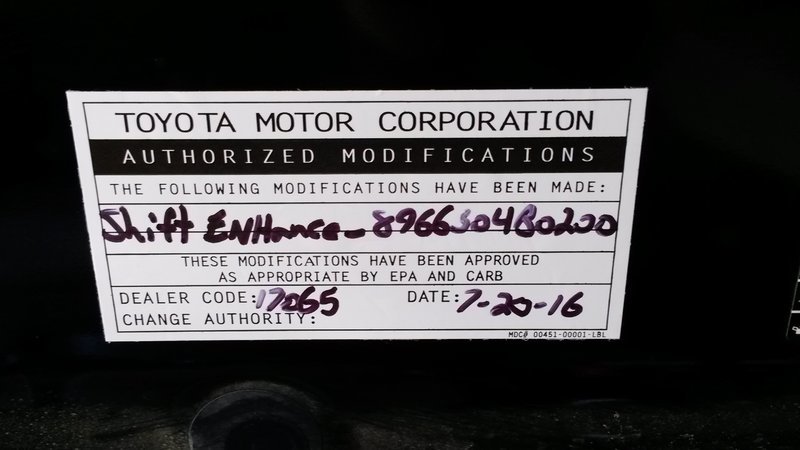 TOYOTA MOTOR CORPORATION
AUTHORIZED MODIFICATIONS
THE FOLLOWING MODIFICATIONS HAVE BEEN MADE:
Shift ENHance- 8966304B0200
THESE MODIFICATIONS HAVE BEEN APPROVED
AS APPROPRIATE BY EPA AND CARB
DEALER CODE: 17065 DATE: 7-20-16
CHANGE AUTHORITY:
MDC# 00451-00001-LBL